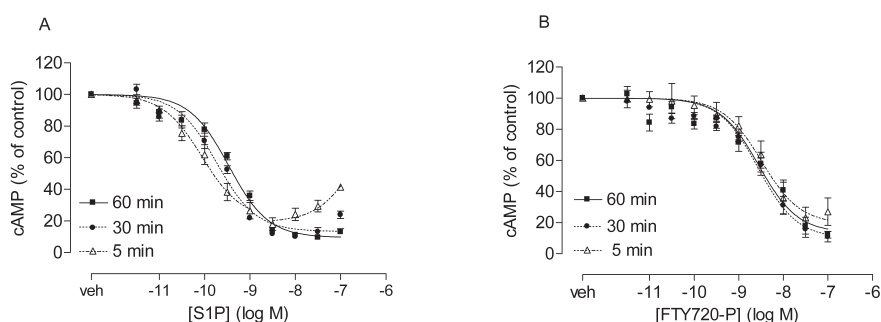 A
cAMP (% of control)
120
100
80
60
40
20
0
60 min
30 min
5 min
veh
-11
-10
-9
-8
-7
-6
[S1P] (log M)
B
cAMP (% of control)
120
100
80
60
40
20
0
60 min
30 min
5 min
veh
-11
-10
-9
-8
-7
-6
[FTY720-P] (log M)